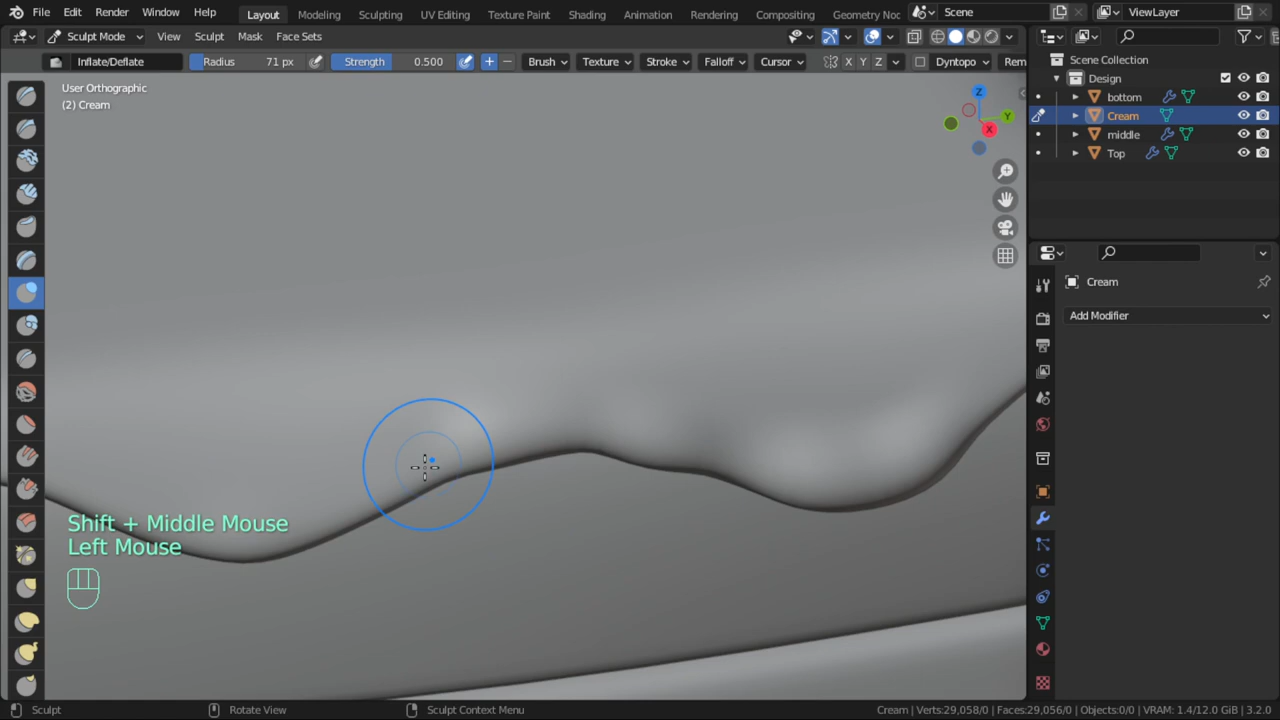 File Edit Render Window Help Layout Modeling Sculpting UV Editing Texture Paint Shading Animation Rendering Compositing Geometry Noc Scene ViewLayer
Sculpt Mode View Sculpt Mask Face Sets
Inflate/Deflate Radius 71 px Strength 0.500 Brush Texture Stroke Falloff Cursor X Y Z Dyntopo Rem
User Orthographic
(2) Cream
Z
Y
X
Scene Collection
Design
bottom
Cream
middle
Top
Cream
Add Modifier
Shift + Middle Mouse
Left Mouse
Sculpt Rotate View Sculpt Context Menu Cream | Verts:29,058/0 | Faces:29,056/0 | Objects:0/0 | VRAM: 1.4/12.0 GiB | 3.2.0